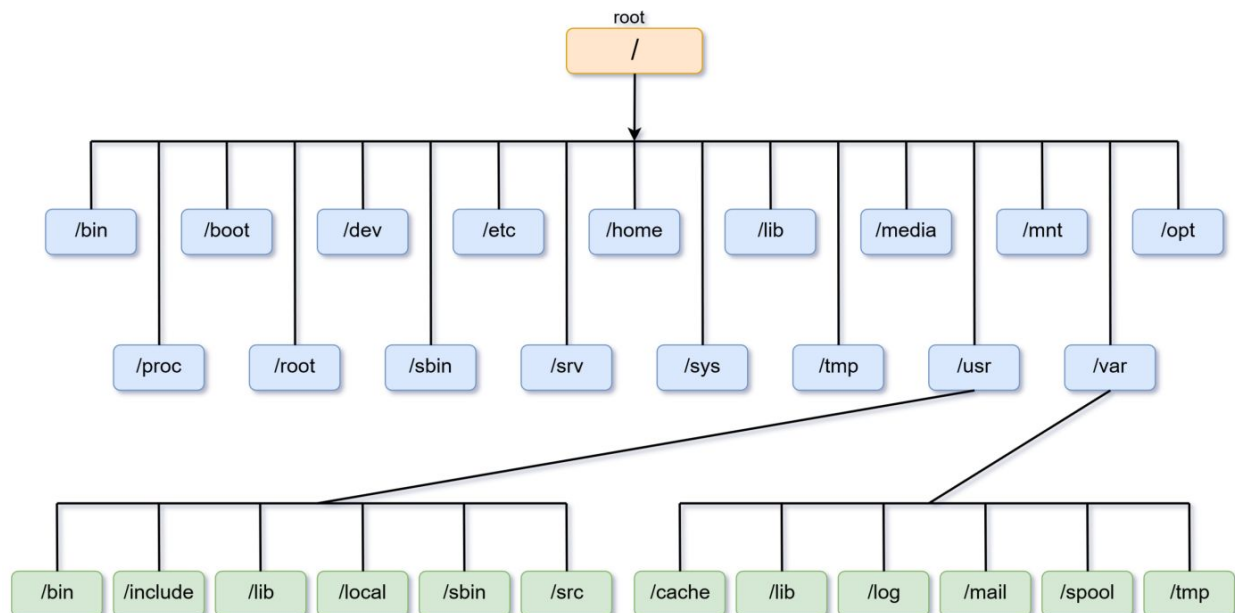 root
/
/bin /boot /dev /etc /home /lib /media /mnt /opt
/proc /root /sbin /srv /sys /tmp /usr /var
/bin /include /lib /local /sbin /src /cache /lib /log /mail /spool /tmp